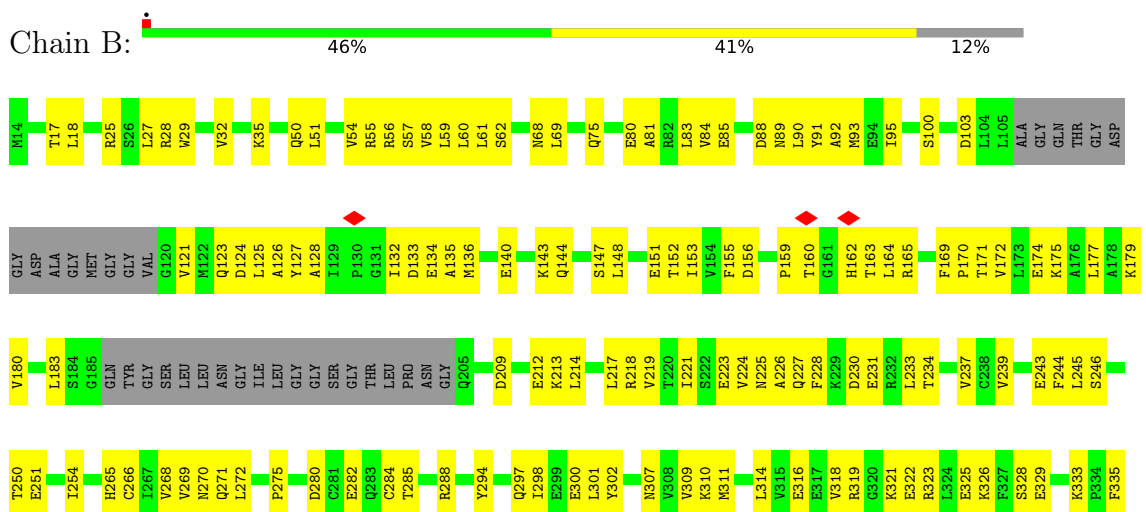 Chain B:
46% 41% 12%
M14 T17 L18 R25 S26 L27 R28 W29 V32 K35 Q50 L51 V54 R55 R56 S57 V58 L59 L60 L61 S62 N68 L69 Q75 E80 A81 R82 L83 V84 E85 D88 N89 L90 Y91 A92 M93 E94 I95 S100 D103 L104 L105 ALA GLY GLN THR GLY ASP
GLY ASP ALA GLY MET GLY GLY VAL G120 V121 M122 Q123 D124 L125 A126 Y127 A128 I129 P130 G131 I132 D133 E134 A135 M136 E140 K143 Q144 S147 L148 E151 T152 I153 V154 F155 D156 P159 T160 G161 H162 T163 L164 R165 F169 P170 T171 V172 L173 E174 K175 A176 L177 A178 K179
V180 L183 S184 G185 GLN TYR GLY SER LEU LEU ASN GLY ILE LEU GLY GLY SER GLY THR LEU PRO ASN GLY Q205 D209 E212 K213 L214 L217 R218 V219 T220 I221 S222 E223 V224 N225 A226 Q227 F228 K229 D230 E231 R232 L233 T234 V237 C238 V239 E243 F244 L245 S246
T250 E251 I254 H265 C266 I267 V268 V269 N270 Q271 L272 P275 D280 C281 E282 Q283 C284 T285 R288 Y294 Q297 I298 E299 E300 L301 Y302 N307 V308 V309 K310 M311 L314 V315 E316 E317 V318 R319 G320 K321 E322 R323 L324 E325 K326 F327 S328 E329 K333 P334 F335